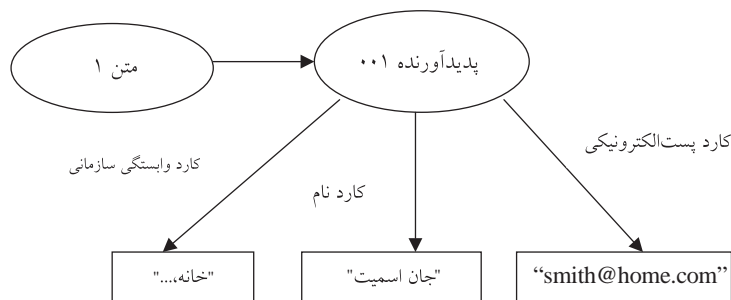 متن ۱
پدیدآورنده ۰۰۱
کارد پست‌الکترونیکی
کارد نام
کارد وابستگی سازمانی
“smith@home.com”
"جان اسمیت"
"خانه،..."